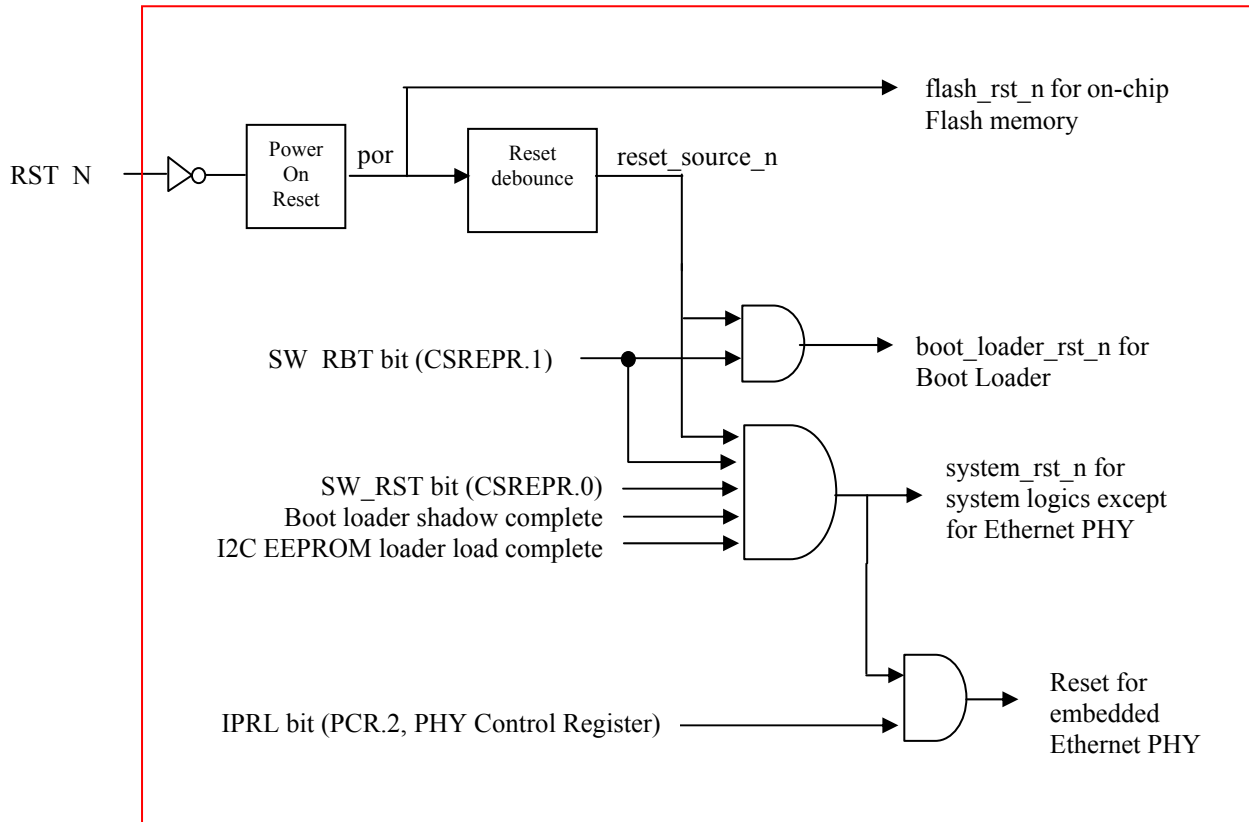 flash_rst_n for on-chip
Flash memory
RST N
Power
On
Reset
por
Reset
debounce
reset_source_n
SW RBT bit (CSREPR.1)
boot_loader_rst_n for
Boot Loader
SW_RST bit (CSREPR.0)
Boot loader shadow complete
I2C EEPROM loader load complete
system_rst_n for
system logics except
for Ethernet PHY
IPRL bit (PCR.2, PHY Control Register)
Reset for
embedded
Ethernet PHY